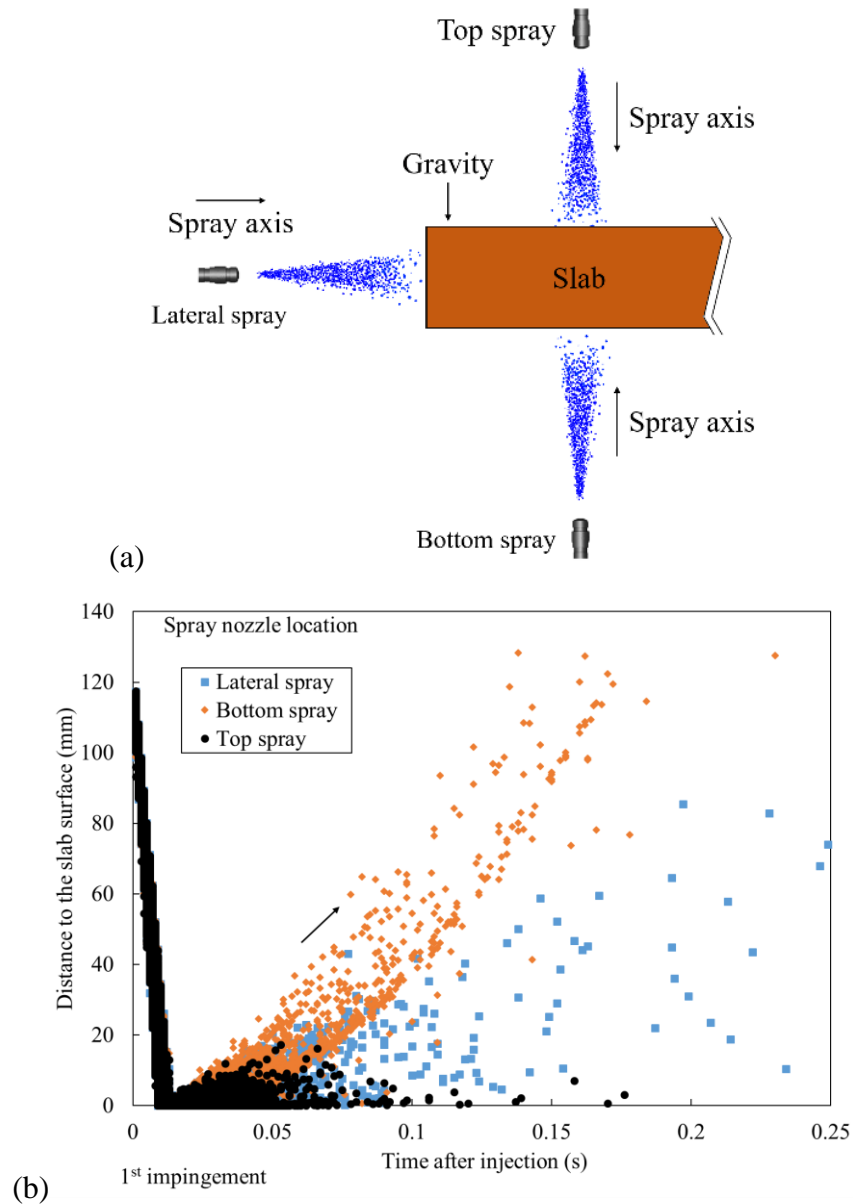 Top spray
Spray axis
Gravity
Spray axis
Slab
Lateral spray
Spray axis
Bottom spray
(a)
140
120
100
80
60
40
20
0
Distance to the slab surface (mm)
Spray nozzle location
Lateral spray
Bottom spray
Top spray
0
0.05
0.1
0.15
0.2
0.25
Time after injection (s)
1st impingement
(b)